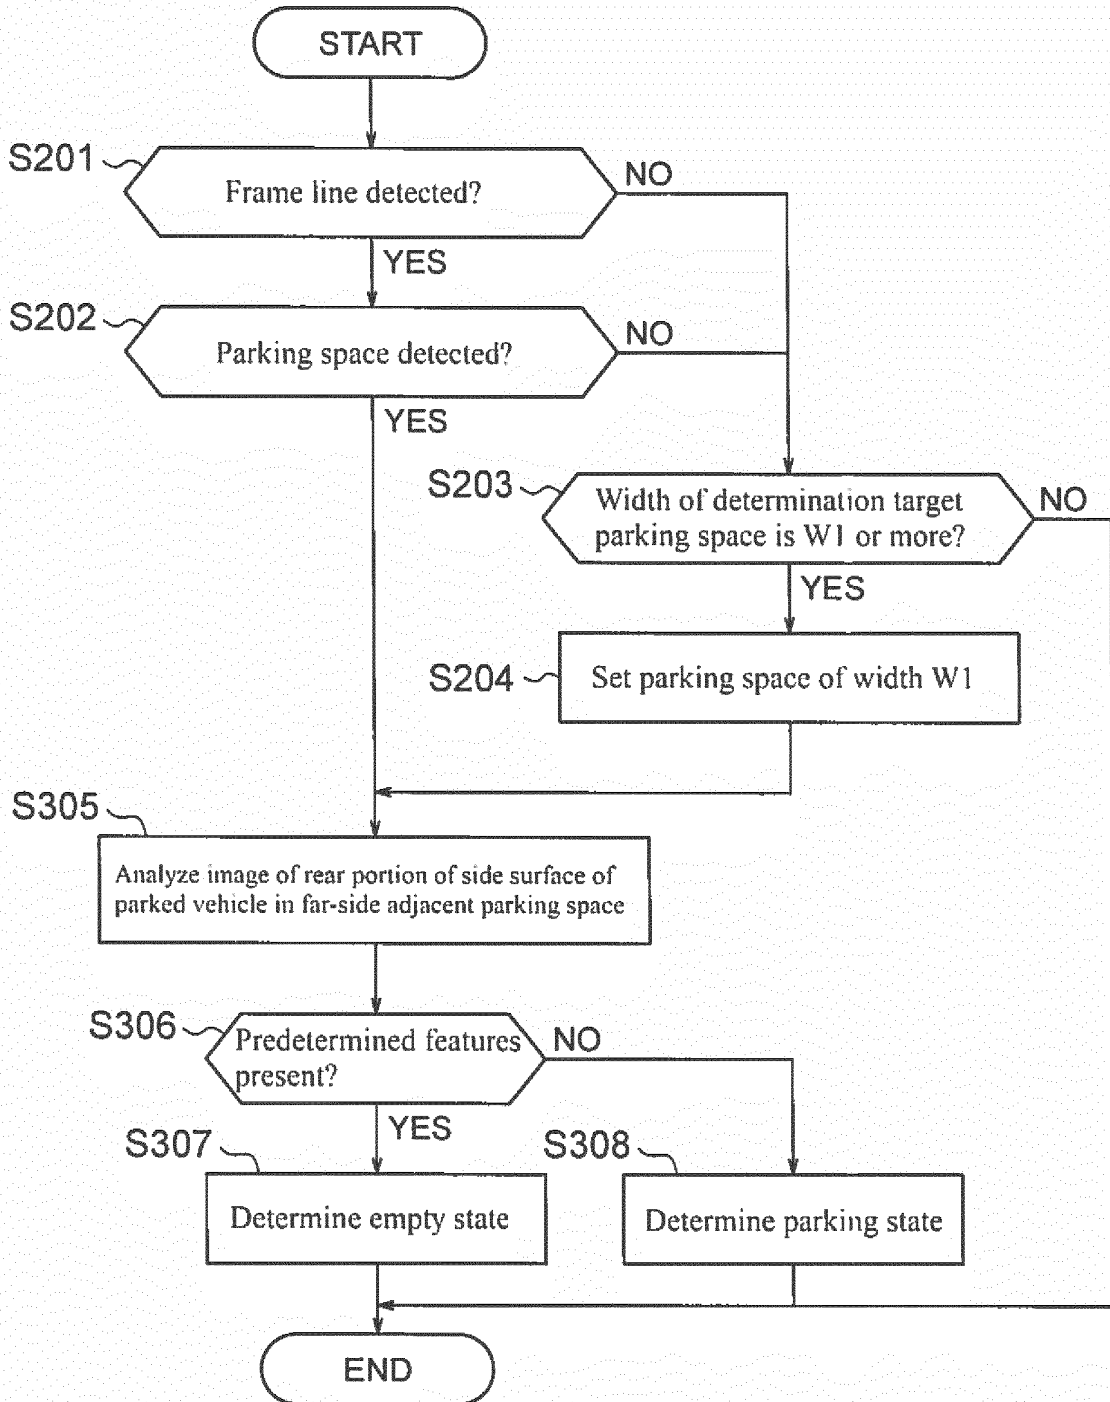 START
S201
Frame line detected?
NO
YES
S202
Parking space detected?
NO
YES
S203
Width of determination target
parking space is W1 or more?
NO
YES
S204
Set parking space of width W1
S305
Analyze image of rear portion of side surface of
parked vehicle in far-side adjacent parking space
S306
Predetermined features
present?
NO
YES
S307
Determine empty state
S308
Determine parking state
END